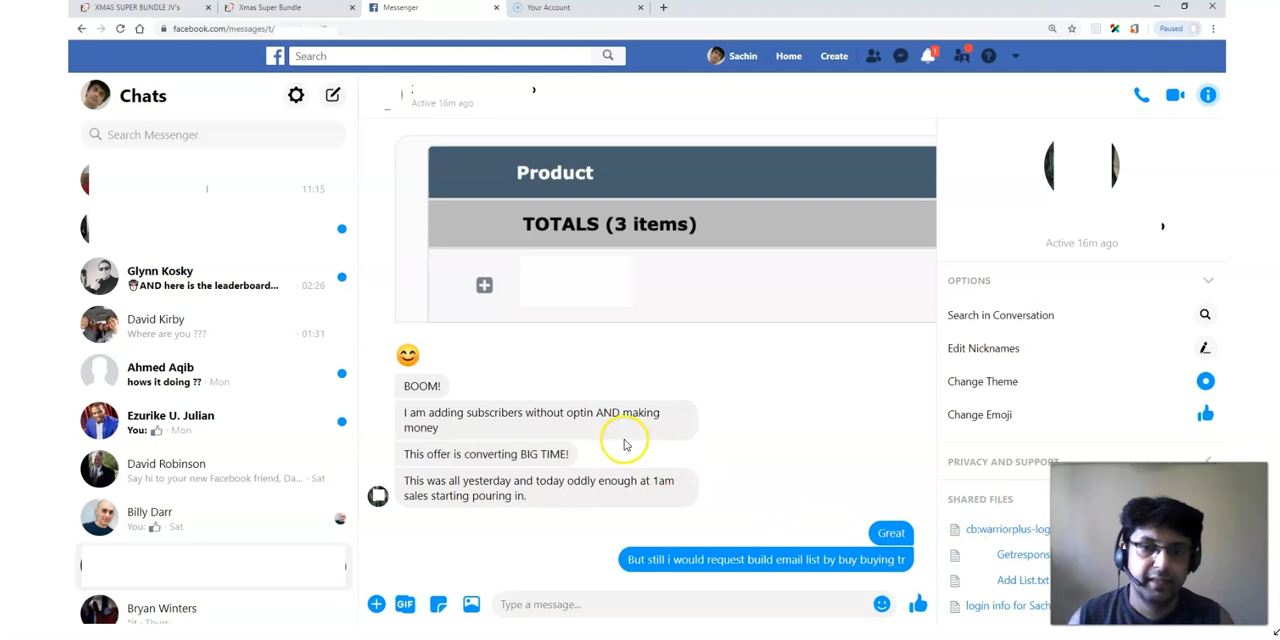 XMAS SUPER BUNDLE JV's
Xmas Super Bundle
Messenger
Your Account
facebook.com/messages/t/
Paused
Search
Sachin
Home
Create
1
Chats
Search Messenger
11:15
Glynn Kosky
AND here is the leaderboard... · 02:26
David Kirby
Where are you ??? · 01:31
Ahmed Aqib
hows it doing ?? · Mon
Ezurike U. Julian
You: · Mon
David Robinson
Say hi to your new Facebook friend, Da... · Sat
Billy Darr
You: · Sat
Bryan Winters
Active 16m ago
Product
TOTALS (3 items)
BOOM!
I am adding subscribers without optin AND making
money
This offer is converting BIG TIME!
This was all yesterday and today oddly enough at 1am
sales starting pouring in.
Great
But still i would request build email list by buy buying tr
GIF
Type a message...
Active 16m ago
OPTIONS
Search in Conversation
Edit Nicknames
Change Theme
Change Emoji
PRIVACY AND SUPPORT
SHARED FILES
cb:warriorplus-log
Getrespons
Add List.txt
login info for Sach